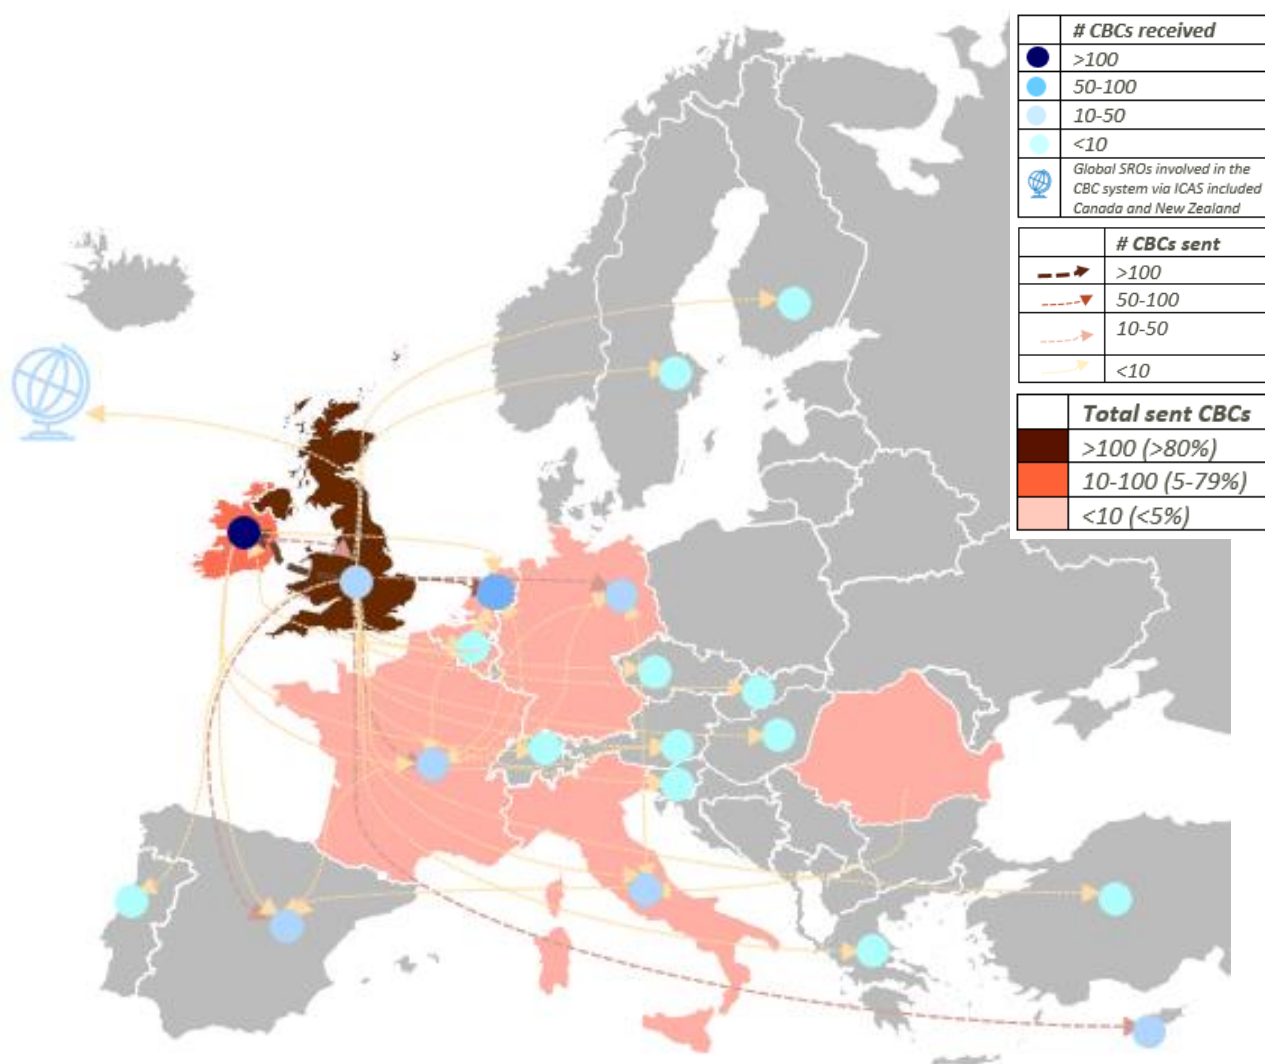 # CBCs received
>100
50-100
10-50
<10
Global SROs involved in the
CBC system via ICAS included
Canada and New Zealand
# CBCs sent
>100
50-100
10-50
<10
Total sent CBCs
>100 (>80%)
10-100 (5-79%)
<10 (<5%)